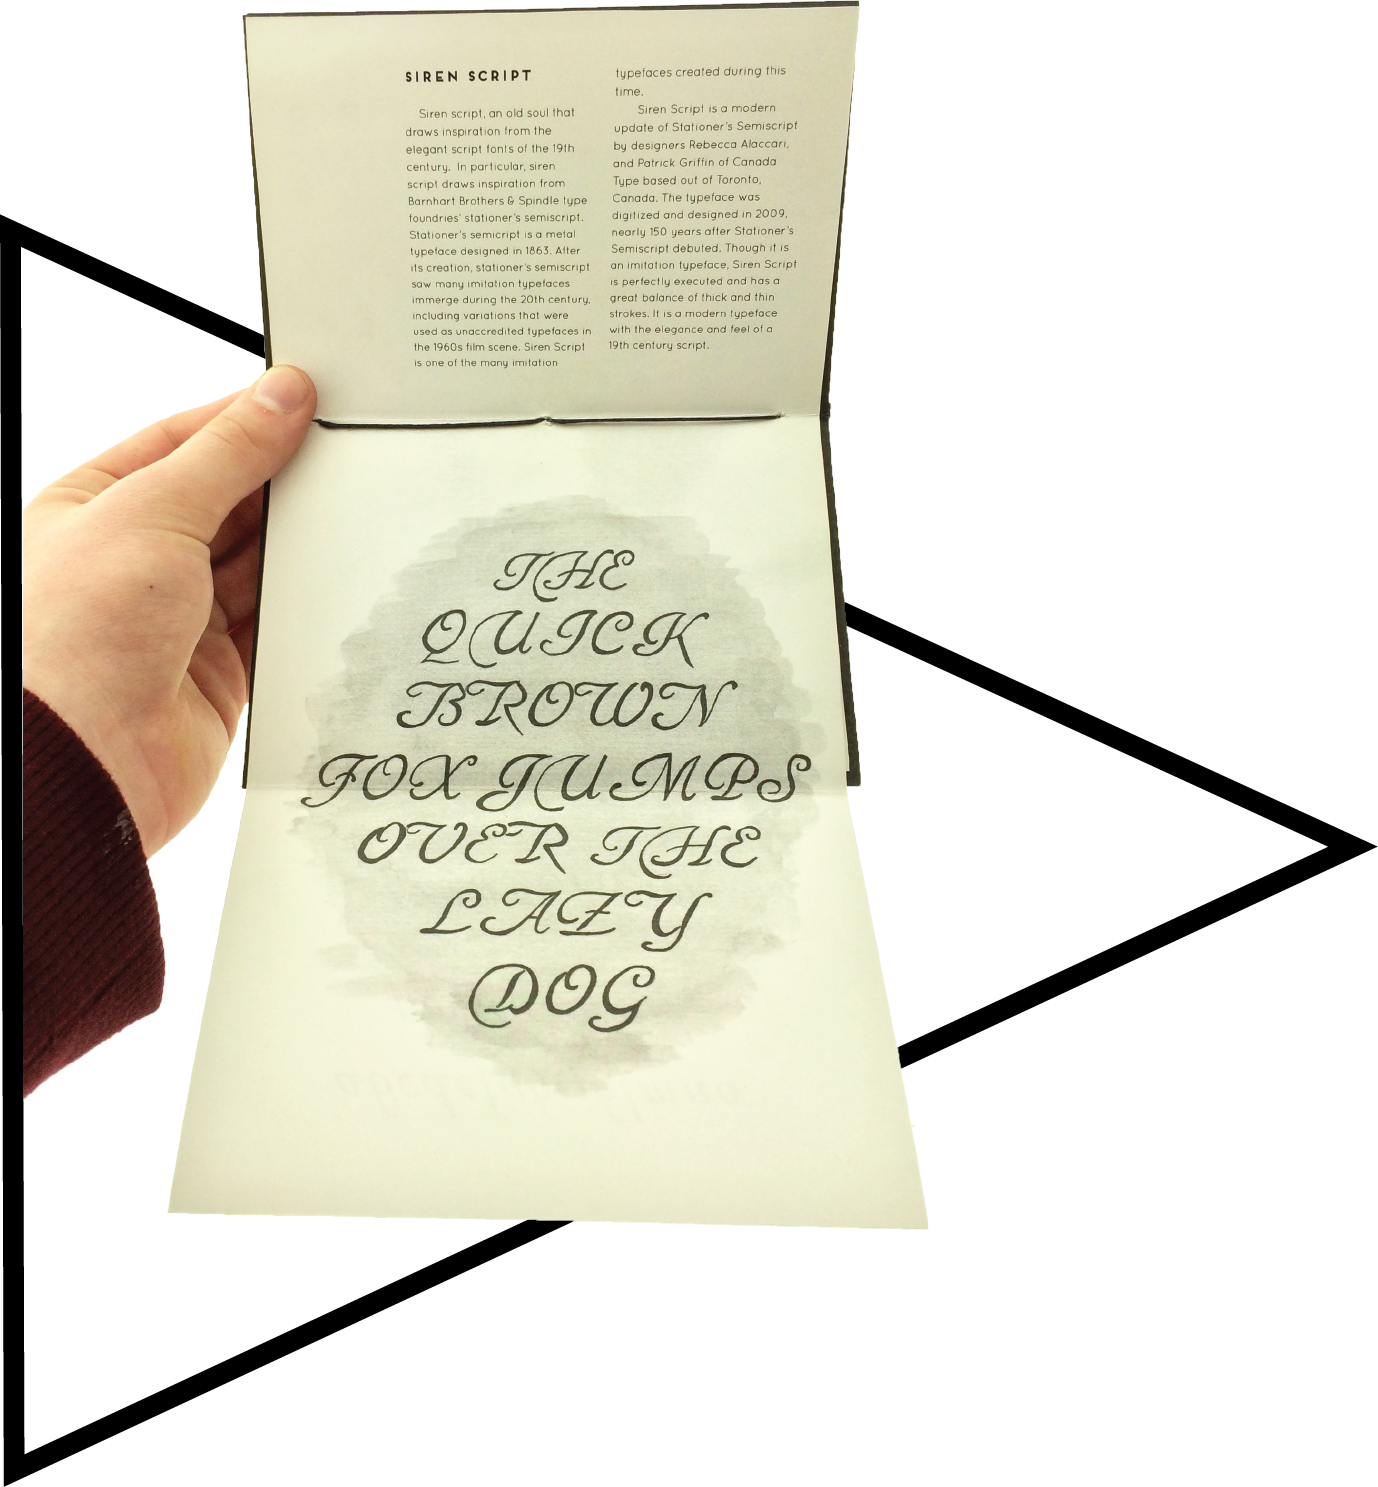 SIREN SCRIPT
Siren script, an old soul that
draws inspiration from the
elegant script fonts of the 19th
century. In particular, siren
script draws inspiration from
Barnhart Brothers & Spindle type
foundries' stationer's semiscript.
Stationer's semicript is a metal
typeface designed in 1863. After
its creation, stationer's semiscript
saw many imitation typefaces
immerge during the 20th century,
including variations that were
used as unaccredited typefaces in
the 1960s film scene. Siren Script
is one of the many imitation
typefaces created during this
time.
Siren Script is a modern
update of Stationer's Semiscript
by designers Rebecca Alaccari,
and Patrick Griffin of Canada
Type based out of Toronto,
Canada. The typeface was
digitized and designed in 2009,
nearly 150 years after Stationer's
Semiscript debuted. Though it is
an imitation typeface, Siren Script
is perfectly executed and has a
great balance of thick and thin
strokes. It is a modern typeface
with the elegance and feel of a
19th century script.
THE
QUICK
BROWN
FOX JUMPS
OVER THE
LAZY
DOG